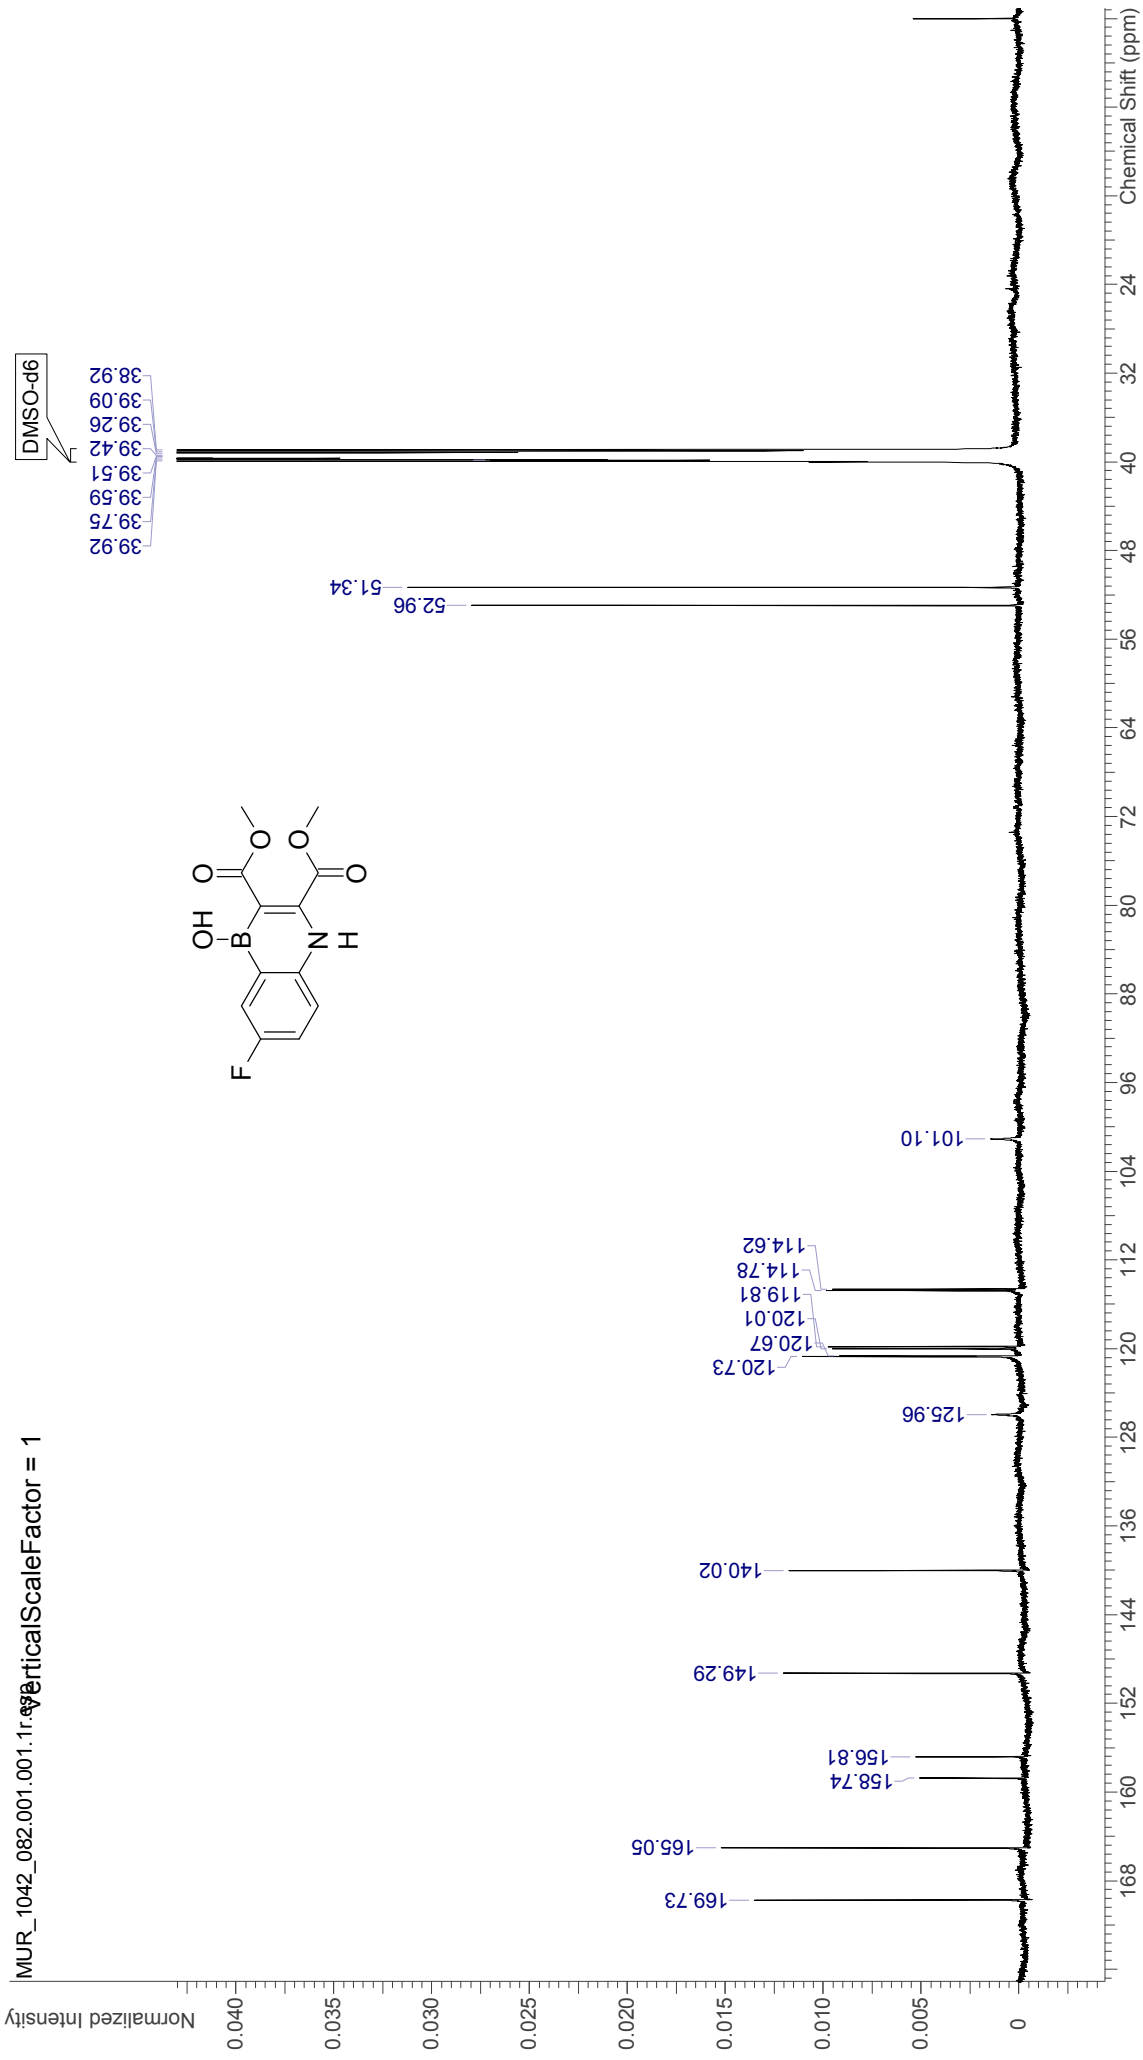 MUR_1042_082.001.001.1r.esp
VerticalScaleFactor = 1
DMSO-d6
169.73
165.05
158.74
156.81
149.29
140.02
125.96
120.73
120.67
120.01
119.81
114.78
114.62
101.10
52.96
51.34
39.92
39.75
39.59
39.51
39.42
39.26
39.09
38.92
F
OH
B
N
H
O
O
O
O
Normalized Intensity
0.040
0.035
0.030
0.025
0.020
0.015
0.010
0.005
0
168 160 152 144 136 128 120 112 104 96 88 80 72 64 56 48 40 32 24
Chemical Shift (ppm)